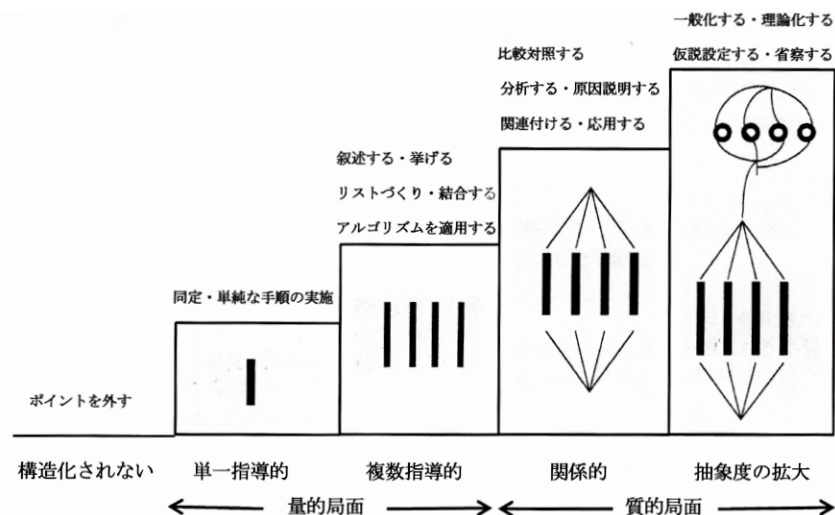 一般化する・理論化する
仮説設定する・省察する
比較対照する
分析する・原因説明する
関連付ける・応用する
叙述する・挙げる
リストづくり・結合する
アルゴリズムを適用する
同定・単純な手順の実施
ポイントを外す
構造化されない
単一指導的
複数指導的
関係的
抽象度の拡大
量的局面
質的局面